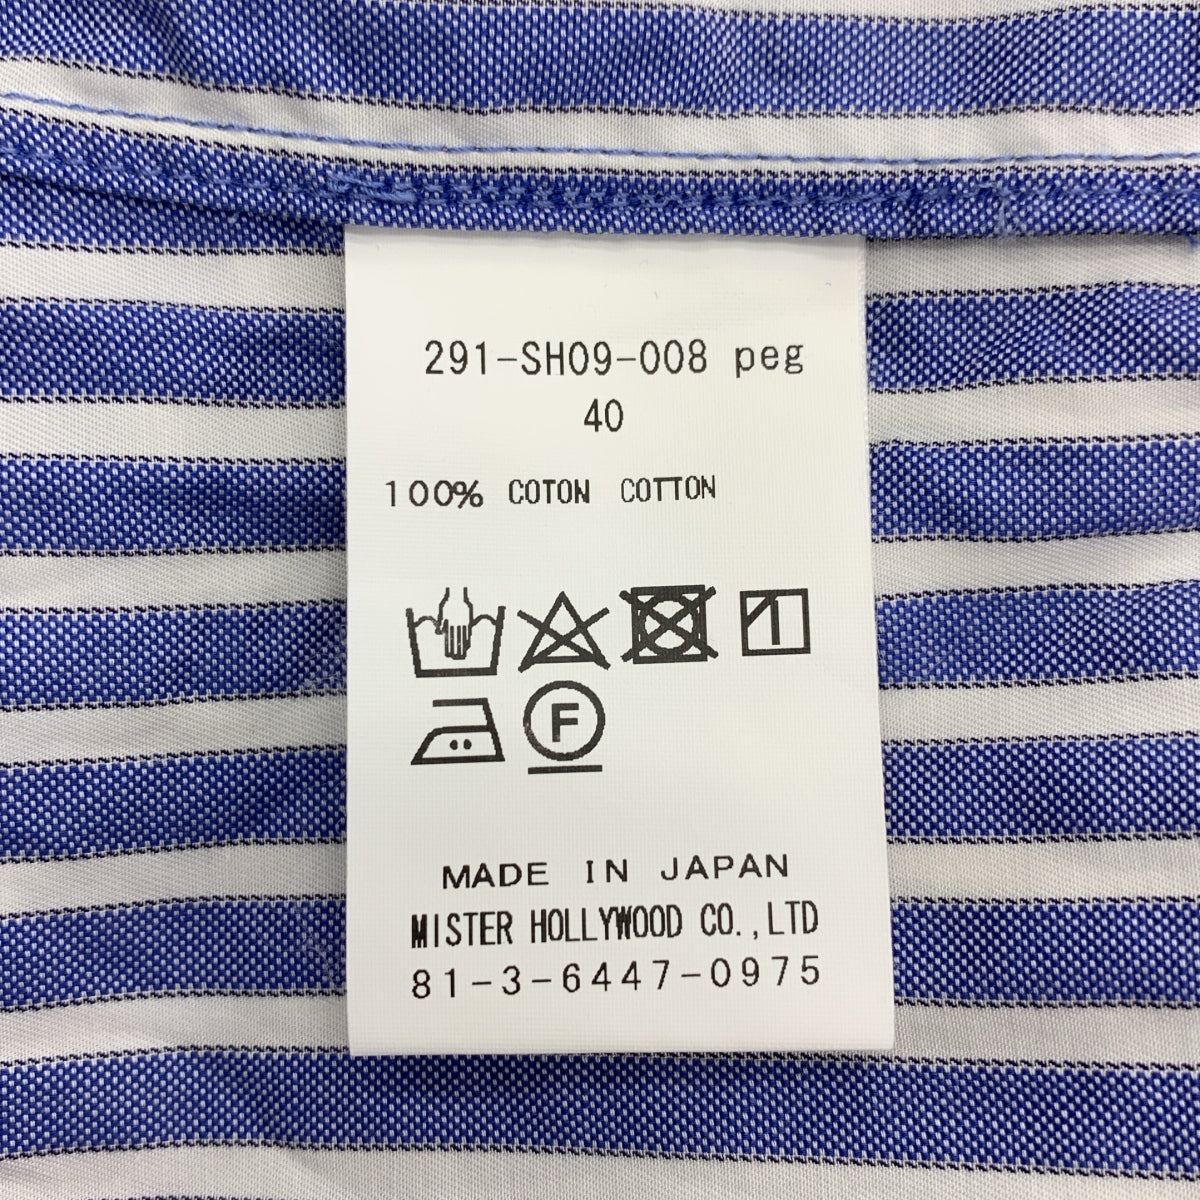 291-SH09-008 peg
40
100% COTON COTTON
F
MADE IN JAPAN
MISTER HOLLYWOOD CO.,LTD
81-3-6447-0975